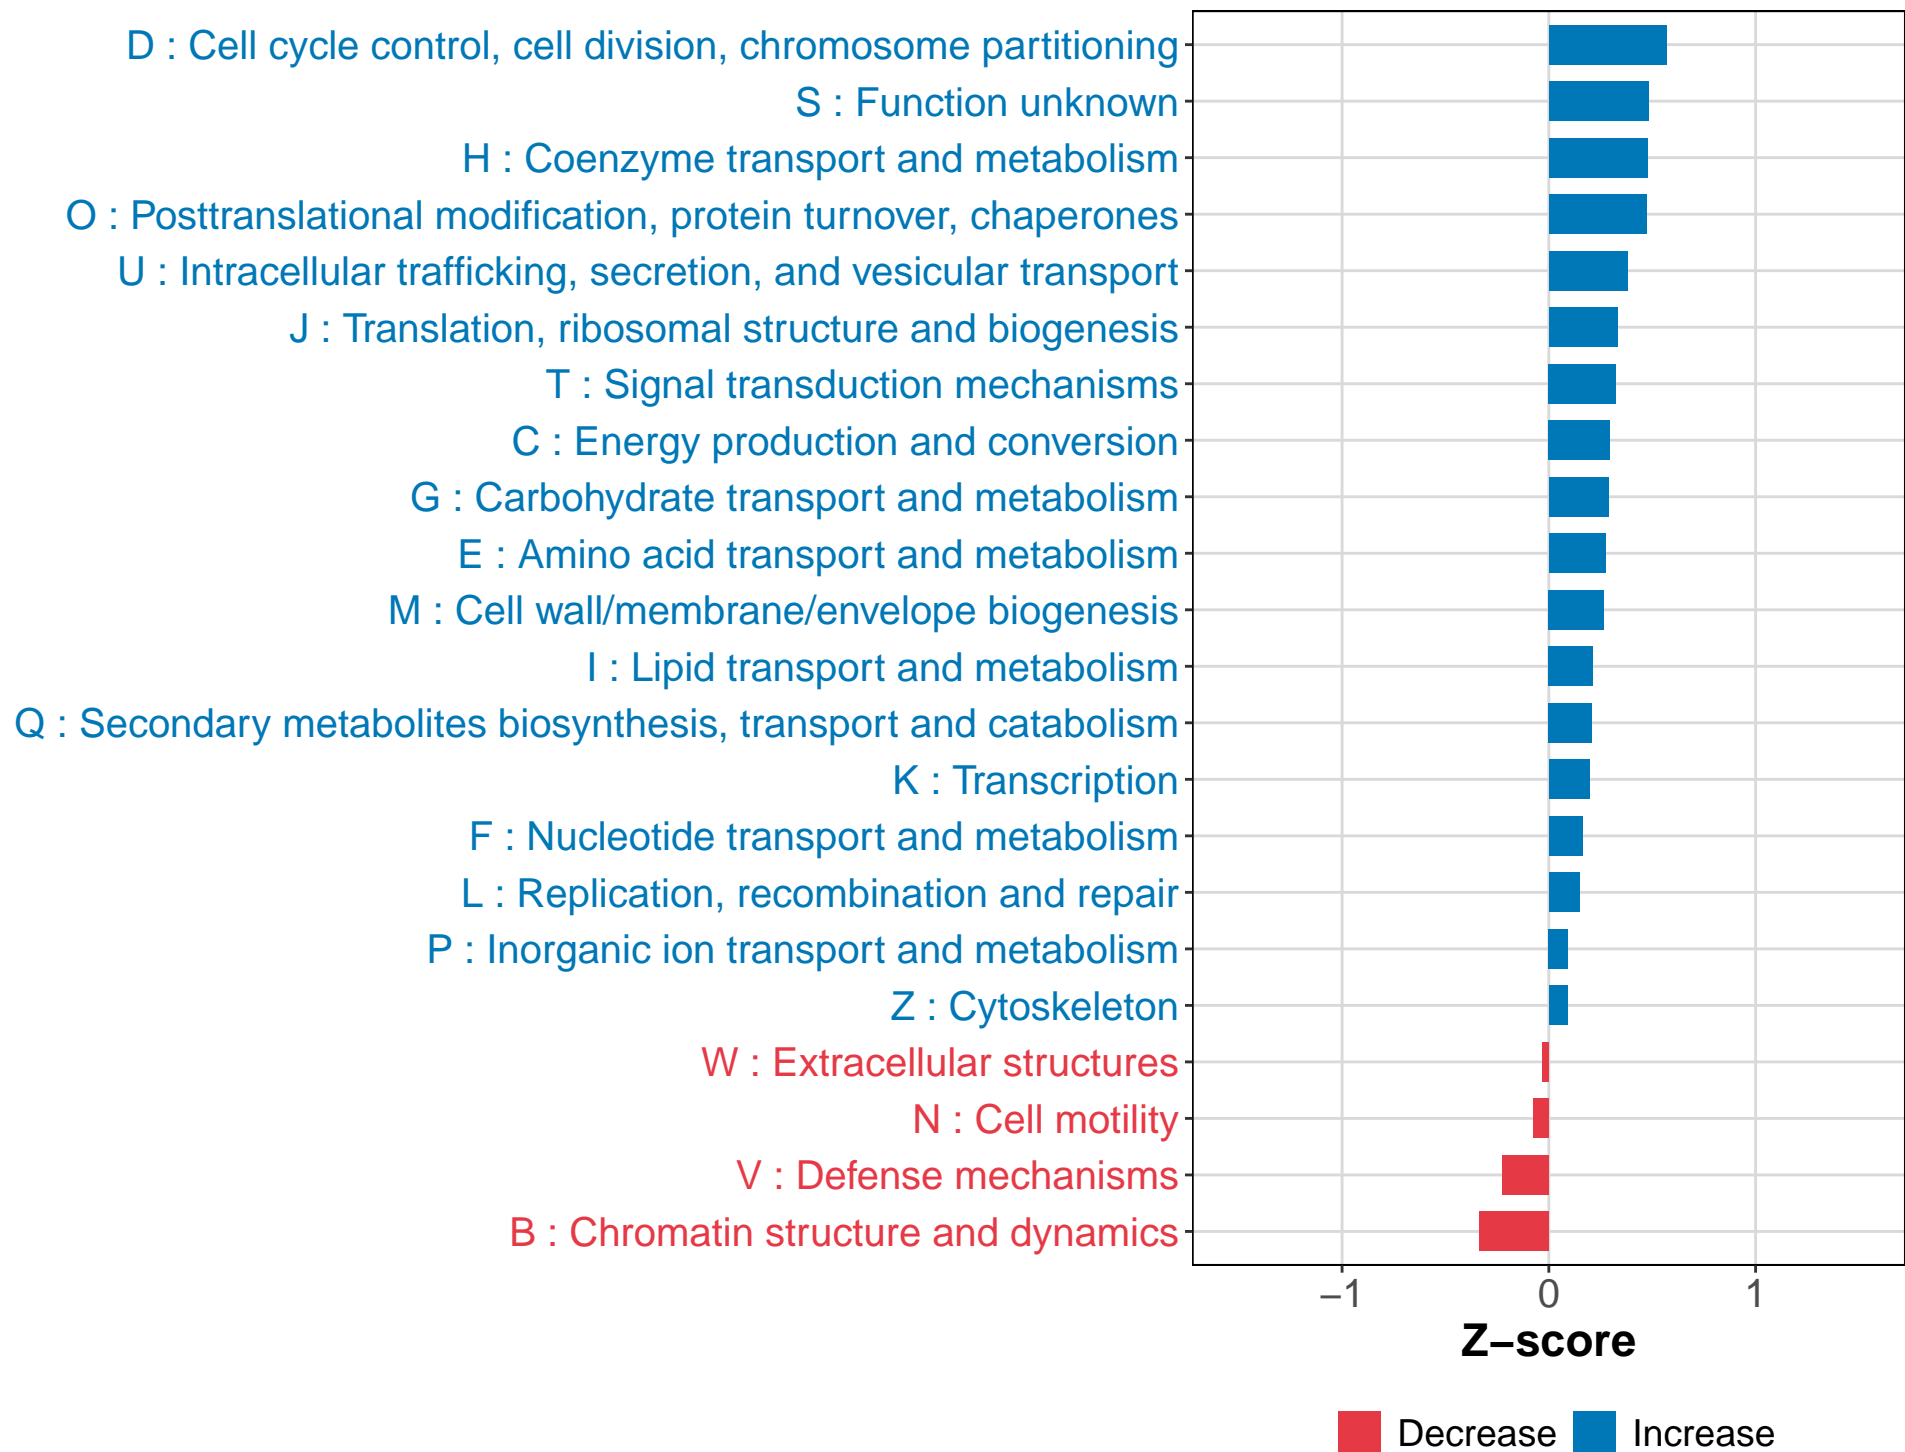 D : Cell cycle control, cell division, chromosome partitioning
S : Function unknown
H : Coenzyme transport and metabolism
O : Posttranslational modification, protein turnover, chaperones
U : Intracellular trafficking, secretion, and vesicular transport
J : Translation, ribosomal structure and biogenesis
T : Signal transduction mechanisms
C : Energy production and conversion
G : Carbohydrate transport and metabolism
E : Amino acid transport and metabolism
M : Cell wall/membrane/envelope biogenesis
I : Lipid transport and metabolism
Q : Secondary metabolites biosynthesis, transport and catabolism
K : Transcription
F : Nucleotide transport and metabolism
L : Replication, recombination and repair
P : Inorganic ion transport and metabolism
Z : Cytoskeleton
W : Extracellular structures
N : Cell motility
V : Defense mechanisms
B : Chromatin structure and dynamics
−1 0 1
Z−score
Decrease Increase